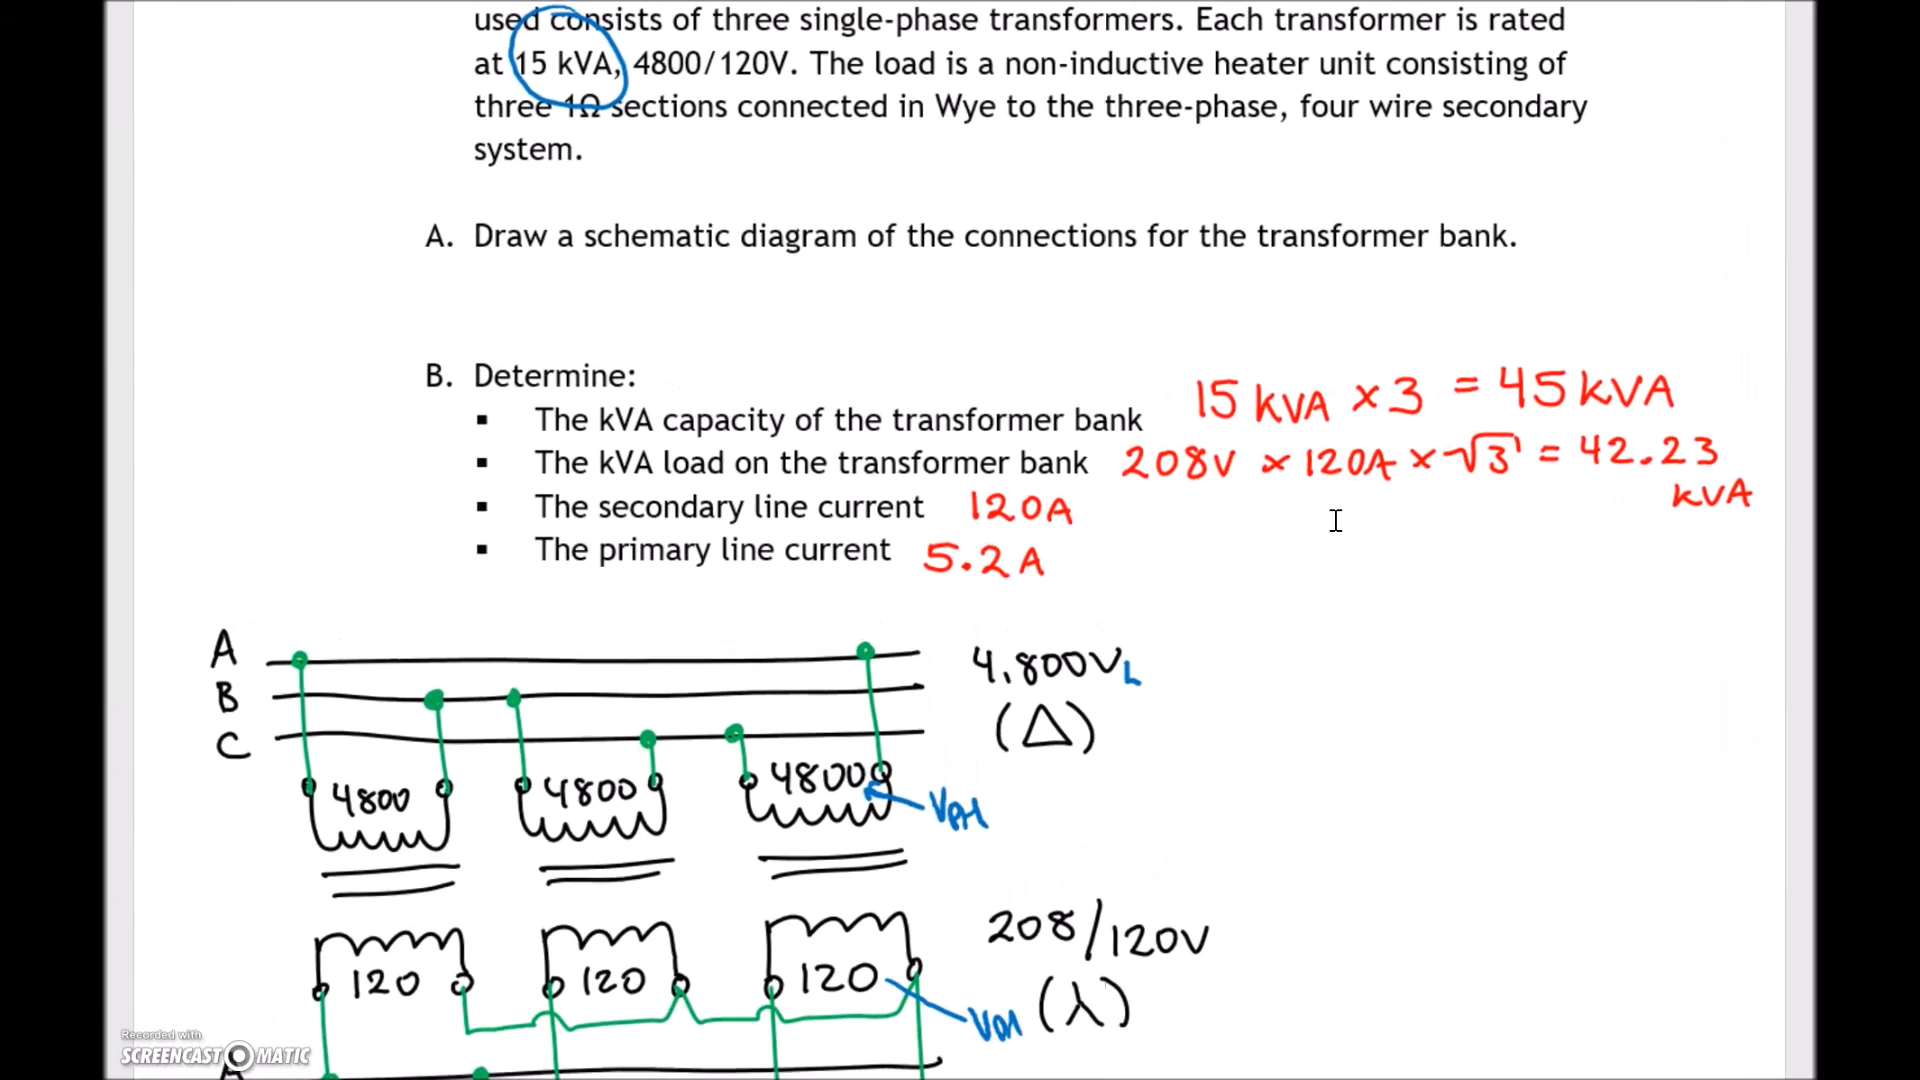 used consists of three single-phase transformers. Each transformer is rated
at 15 kVA, 4800/120V. The load is a non-inductive heater unit consisting of
three 1Ω sections connected in Wye to the three-phase, four wire secondary
system.
A. Draw a schematic diagram of the connections for the transformer bank.
B. Determine:
▪ The kVA capacity of the transformer bank 15 kVA × 3 = 45 kVA
▪ The kVA load on the transformer bank 208V × 120A × √3 = 42.23
kVA
▪ The secondary line current 120A
▪ The primary line current 5.2A
A
B
C
4,800VL
(Δ)
4800 4800 4800
VPH
208/120V
120 120 120
(λ)
VPH
A
Recorded with
SCREENCAST MATIC